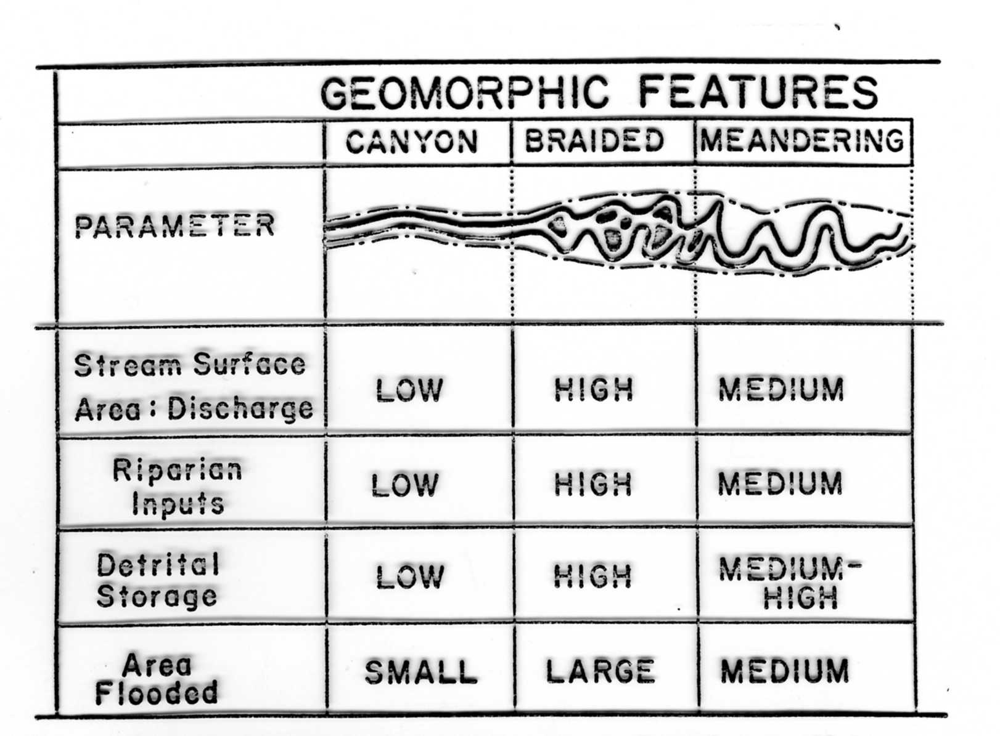 GEOMORPHIC FEATURES
CANYON BRAIDED MEANDERING
PARAMETER
Stream Surface
Area : Discharge
LOW HIGH MEDIUM
Riparian
Inputs
LOW HIGH MEDIUM
Detrital
Storage
LOW HIGH MEDIUM-
HIGH
Area
Flooded
SMALL LARGE MEDIUM